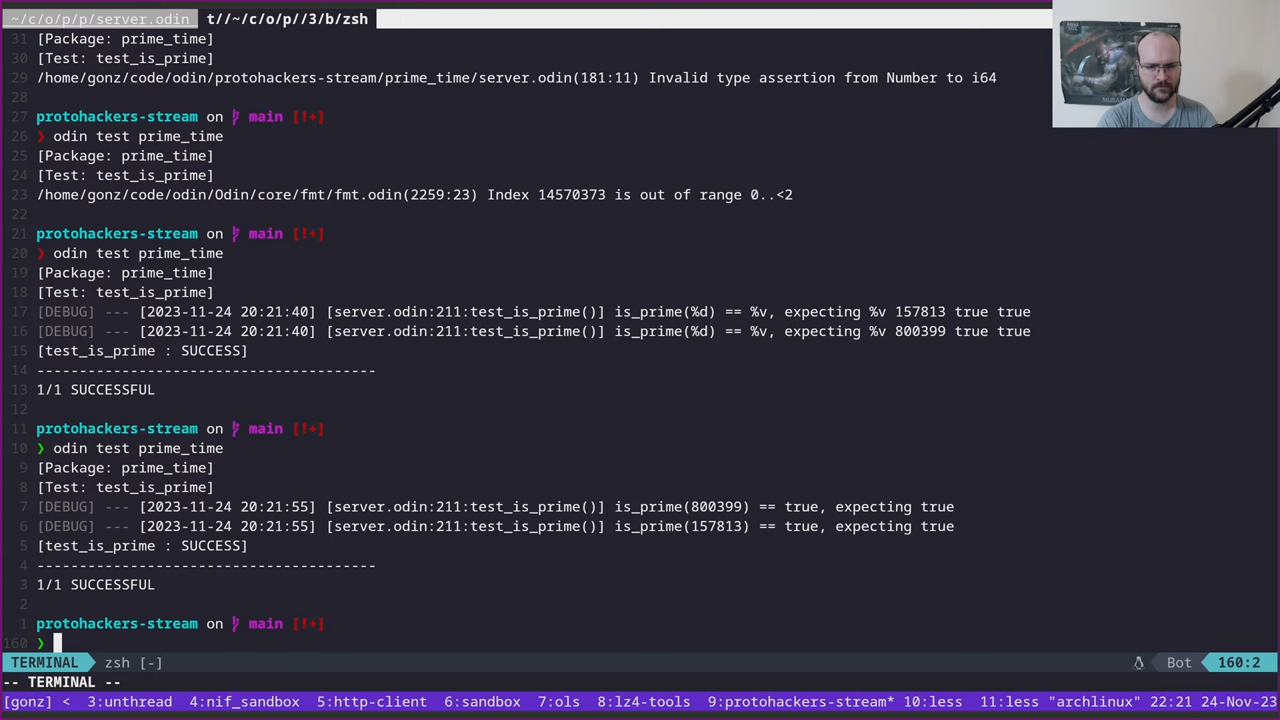 ~/c/o/p/p/server.odin t//~/c/o/p//3/b/zsh
31 [Package: prime_time]
30 [Test: test_is_prime]
29 /home/gonz/code/odin/protohackers-stream/prime_time/server.odin(181:11) Invalid type assertion from Number to i64
28
27 protohackers-stream on main [!+]
26 ❯ odin test prime_time
25 [Package: prime_time]
24 [Test: test_is_prime]
23 /home/gonz/code/odin/Odin/core/fmt/fmt.odin(2259:23) Index 14570373 is out of range 0..<2
22
21 protohackers-stream on main [!+]
20 ❯ odin test prime_time
19 [Package: prime_time]
18 [Test: test_is_prime]
17 [DEBUG] --- [2023-11-24 20:21:40] [server.odin:211:test_is_prime()] is_prime(%d) == %v, expecting %v 157813 true true
16 [DEBUG] --- [2023-11-24 20:21:40] [server.odin:211:test_is_prime()] is_prime(%d) == %v, expecting %v 800399 true true
15 [test_is_prime : SUCCESS]
14 ----------------------------------------
13 1/1 SUCCESSFUL
12
11 protohackers-stream on main [!+]
10 ❯ odin test prime_time
9 [Package: prime_time]
8 [Test: test_is_prime]
7 [DEBUG] --- [2023-11-24 20:21:55] [server.odin:211:test_is_prime()] is_prime(800399) == true, expecting true
6 [DEBUG] --- [2023-11-24 20:21:55] [server.odin:211:test_is_prime()] is_prime(157813) == true, expecting true
5 [test_is_prime : SUCCESS]
4 ----------------------------------------
3 1/1 SUCCESSFUL
2
1 protohackers-stream on main [!+]
160 ❯
TERMINAL zsh [-] Bot 160:2
-- TERMINAL --
[gonz] < 3:unthread 4:nif_sandbox 5:http-client 6:sandbox 7:ols 8:lz4-tools 9:protohackers-stream* 10:less 11:less "archlinux" 22:21 24-Nov-23